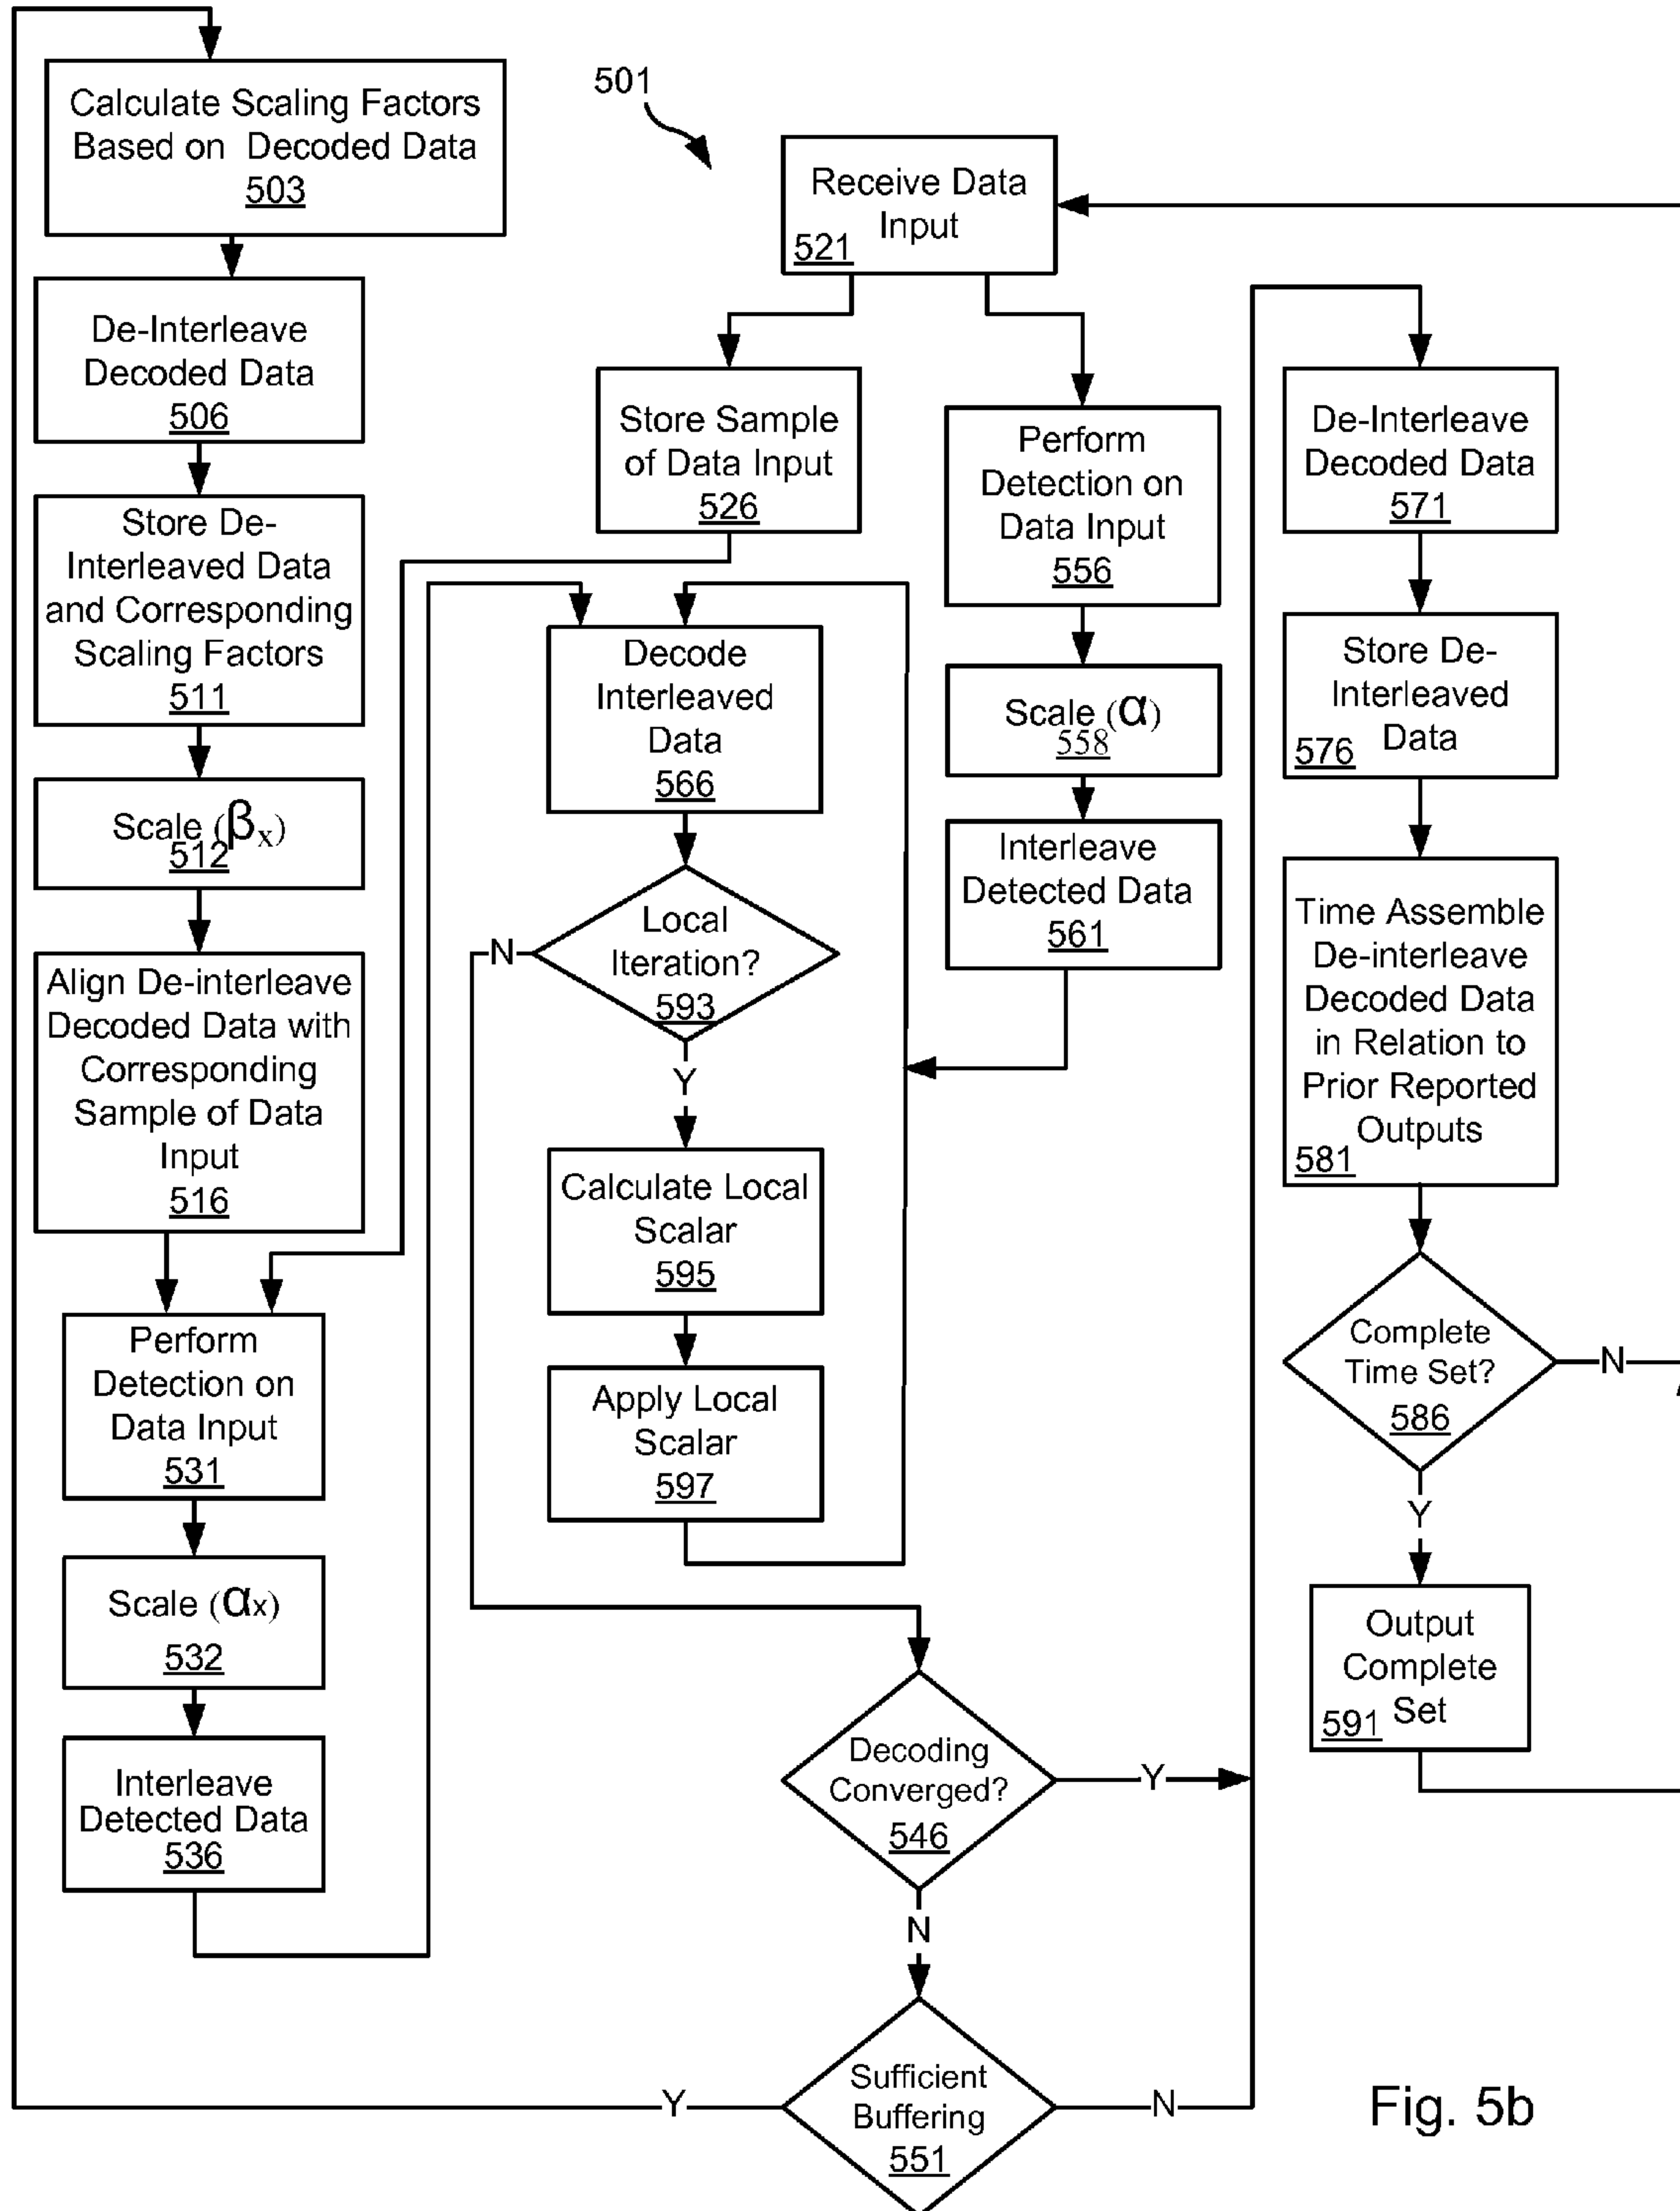 Calculate Scaling Factors
Based on Decoded Data
503
De-Interleave
Decoded Data
506
Store De-
Interleaved Data
and Corresponding
Scaling Factors
511
Scale (βx)
512
Align De-interleave
Decoded Data with
Corresponding
Sample of Data
Input
516
Perform
Detection on
Data Input
531
Scale (αx)
532
Interleave
Detected Data
536
501
Receive Data
Input
521
Store Sample
of Data Input
526
Decode
Interleaved
Data
566
Local
Iteration?
593
N
Y
Calculate Local
Scalar
595
Apply Local
Scalar
597
Perform
Detection on
Data Input
556
Scale (α)
558
Interleave
Detected Data
561
Decoding
Converged?
546
Y
N
Sufficient
Buffering
551
Y
N
De-Interleave
Decoded Data
571
Store De-
Interleaved
Data
576
Time Assemble
De-interleave
Decoded Data
in Relation to
Prior Reported
Outputs
581
Complete
Time Set?
586
N
Y
Output
Complete
Set
591
Fig. 5b